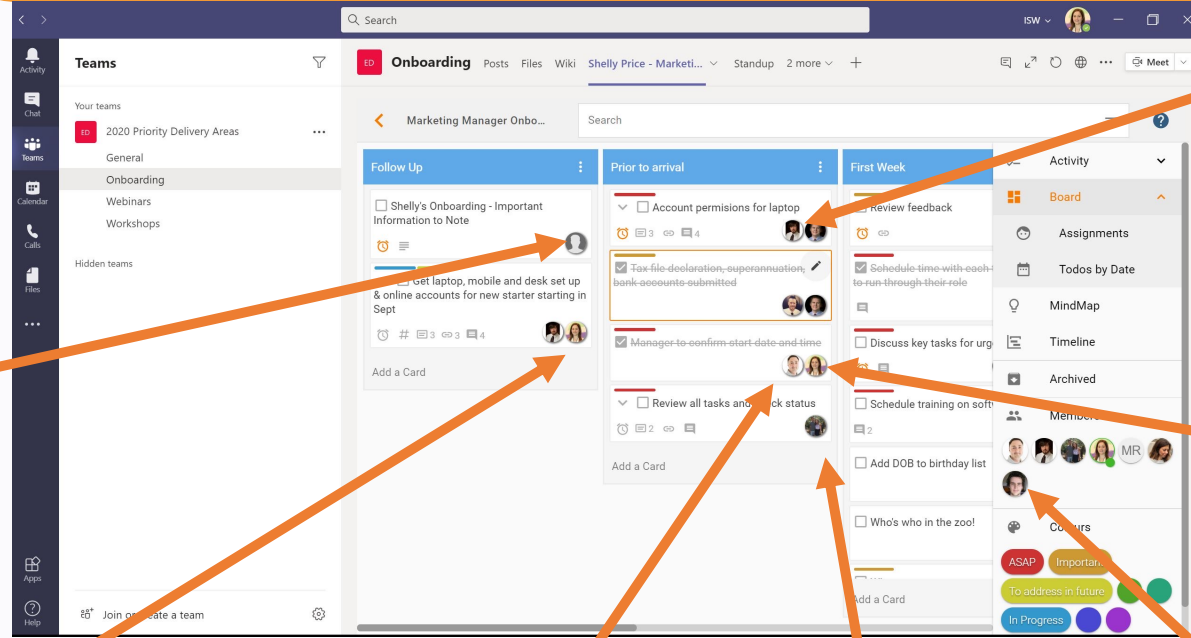 Search
ISW
Activity
Chat
Teams
Calendar
Calls
Files
Apps
Help
Teams
Your teams
ED 2020 Priority Delivery Areas
General
Onboarding
Webinars
Workshops
Hidden teams
Join or create a team
ED Onboarding Posts Files Wiki Shelly Price - Marketi... Standup 2 more
Meet
Marketing Manager Onbo...
Search
Follow Up
Shelly's Onboarding - Important
Information to Note
Get laptop, mobile and desk set up
& online accounts for new starter starting in
Sept
# 3 3 4
Add a Card
Prior to arrival
Account permisions for laptop
3 4
Tax file declaration, superannuation,
bank accounts submitted
Manager to confirm start date and time
Review all tasks and status
2
Add a Card
First Week
Review feedback
Schedule time with each
to run through their role
Discuss key tasks for urg
Schedule training on soft
2
Add DOB to birthday list
Who's who in the zoo!
Add a Card
Activity
Board
Assignments
Todos by Date
MindMap
Timeline
Archived
Members
MR
Colours
ASAP Important
To address in future
In Progress